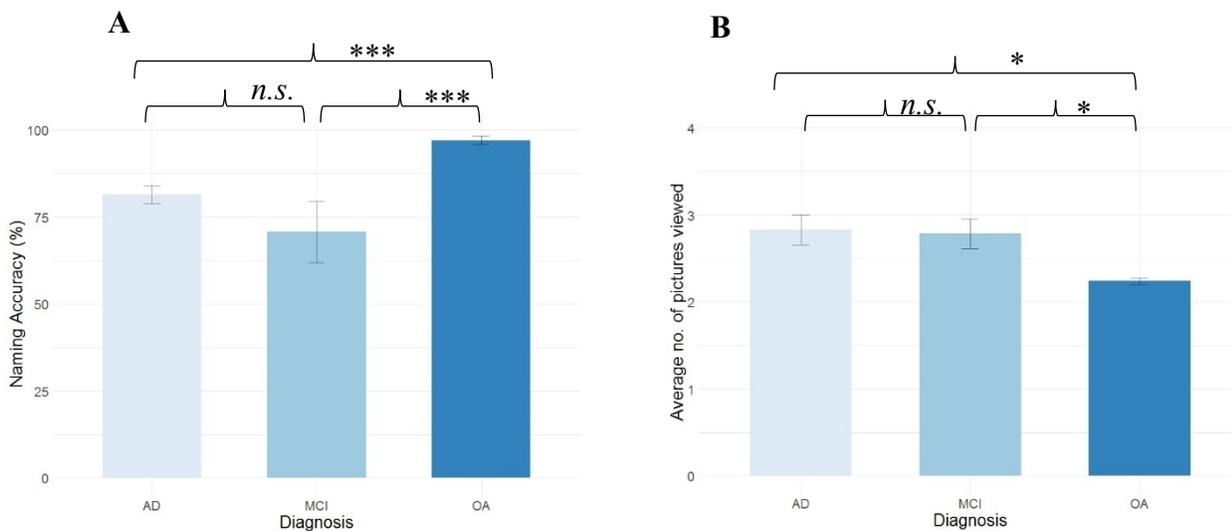 A
***
n.s.
***
100
75
50
25
0
Naming Accuracy (%)
AD
MCI
OA
Diagnosis
B
*
n.s.
*
4
3
2
1
0
Average no. of pictures viewed
AD
MCI
OA
Diagnosis